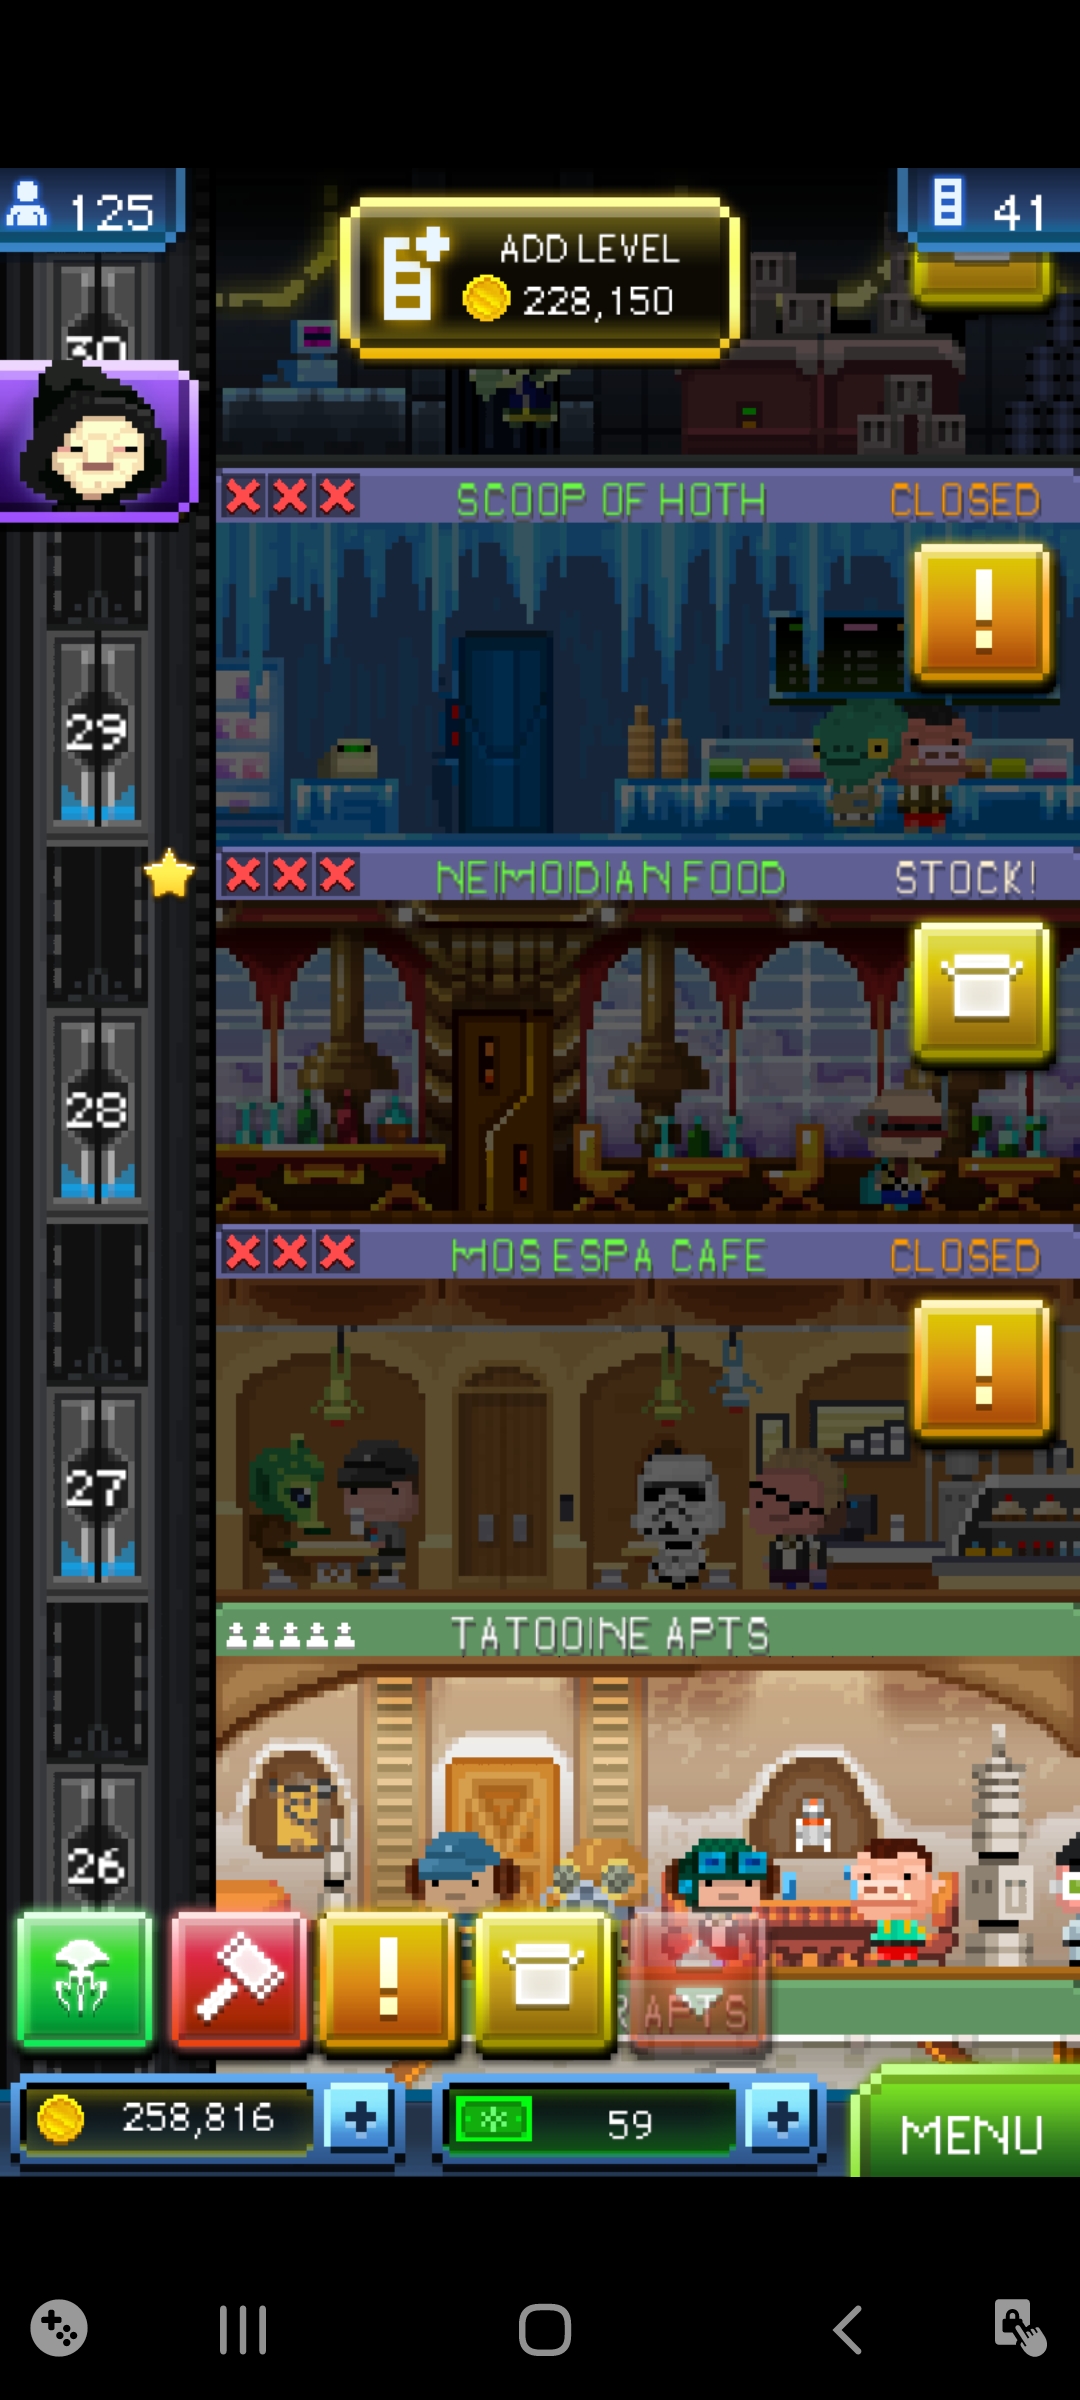 125
ADD LEVEL
228,150
41
30
SCOOP OF HOTH
CLOSED
29
NEIMOIDIAN FOOD
STOCK!
28
MOS ESPA CAFE
CLOSED
27
TATOOINE APTS
26
R APTS
258,816
59
MENU